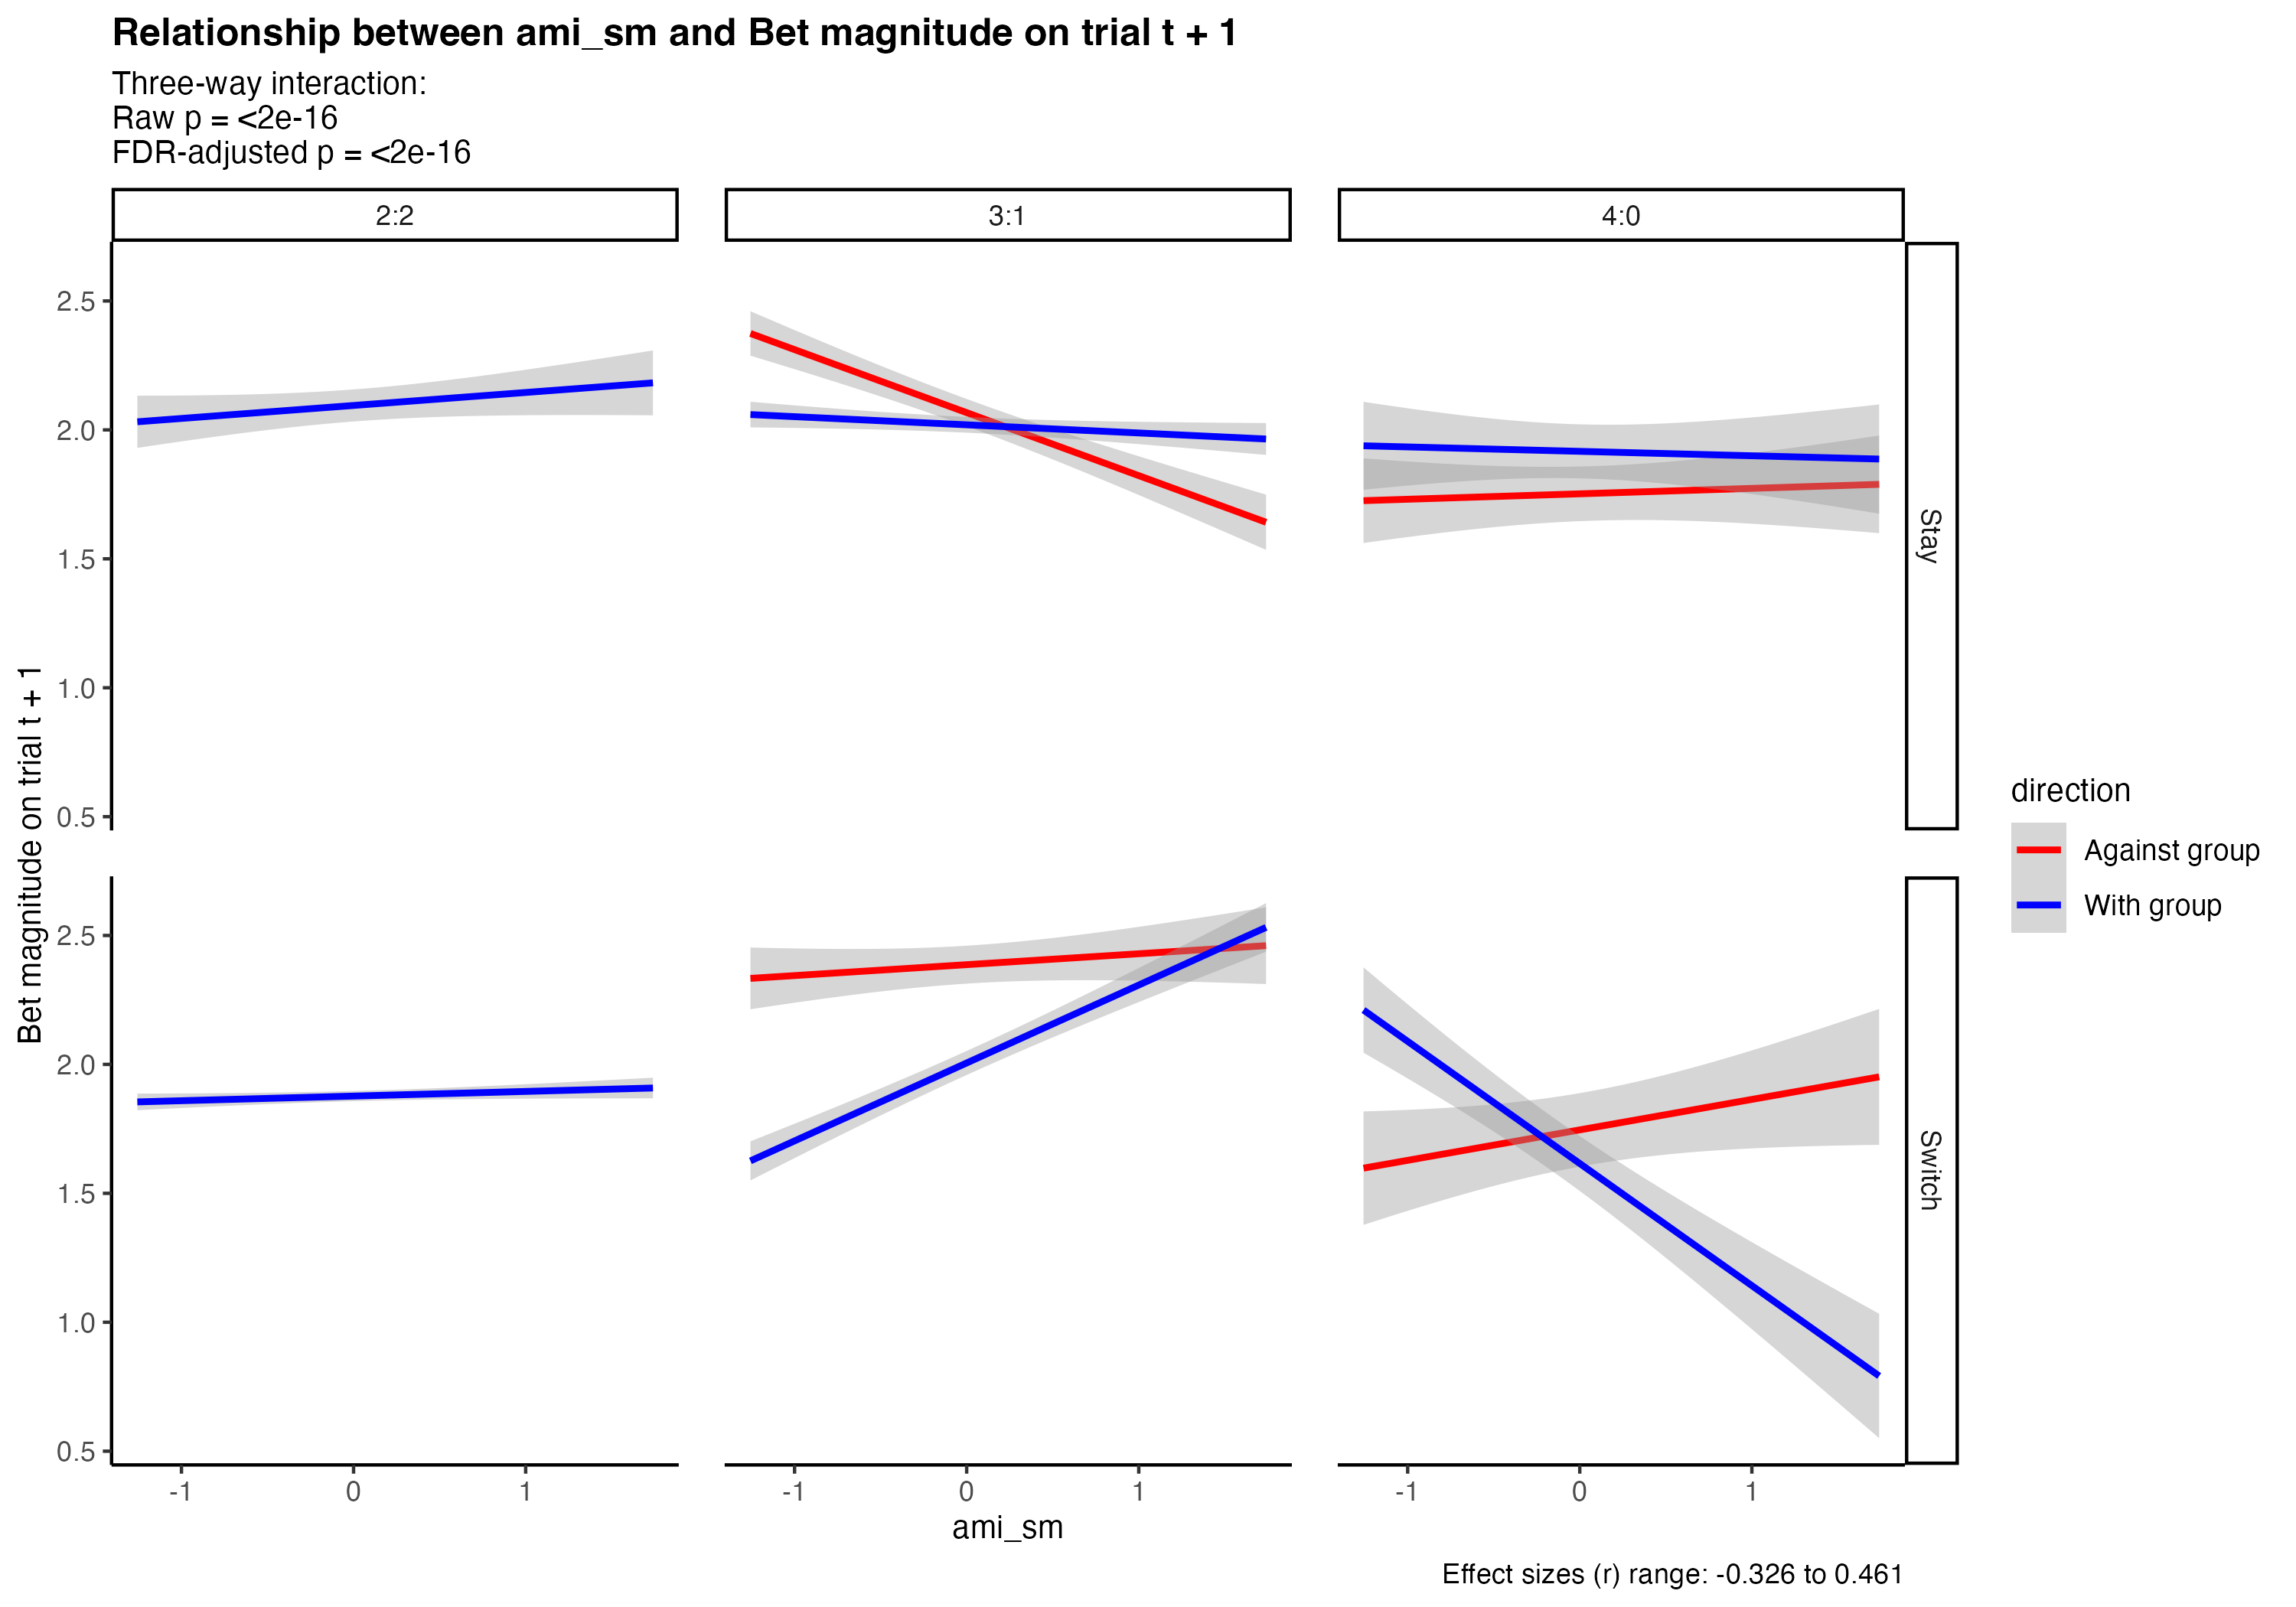 Relationship between ami_sm and Bet magnitude on trial t + 1
Three-way interaction:
Raw p = <2e-16
FDR-adjusted p = <2e-16
2:2
3:1
4:0
2.5
2.0
1.5
1.0
0.5
Stay
Bet magnitude on trial t + 1
2.5
2.0
1.5
1.0
0.5
Switch
direction
Against group
With group
-1 0 1
-1 0 1
-1 0 1
ami_sm
Effect sizes (r) range: -0.326 to 0.461